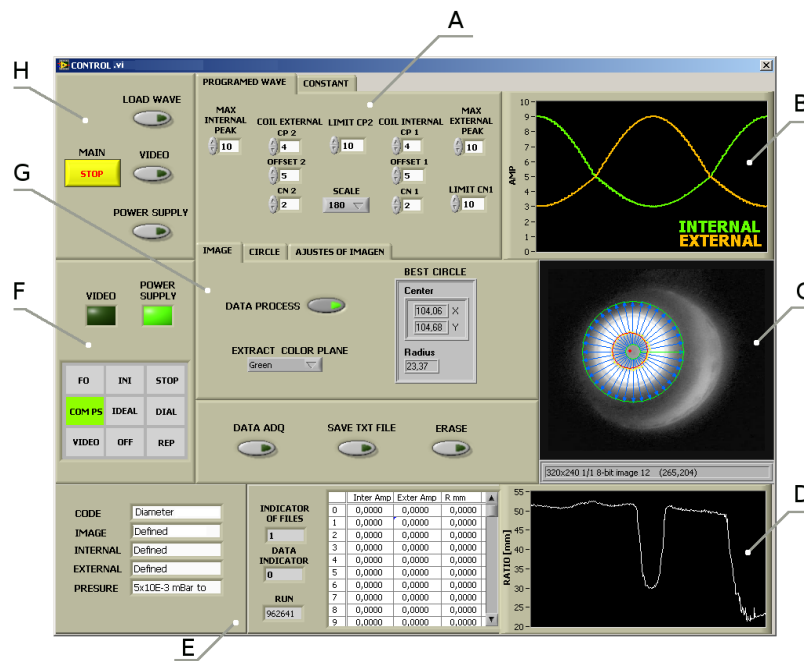 A
H
CONTROL .vi
PROGRAMED WAVE
CONSTANT
LOAD WAVE
MAIN
STOP
VIDEO
POWER SUPPLY
MAX INTERNAL PEAK
10
COIL EXTERNAL
CP 2
4
OFFSET 2
5
CN 2
2
LIMIT CP2
10
SCALE
180
COIL INTERNAL
CP 1
4
OFFSET 1
5
CN 1
2
MAX EXTERNAL PEAK
10
LIMIT CN1
10
B
AMP
10
9
8
7
6
5
4
3
2
1
0
INTERNAL
EXTERNAL
G
IMAGE
CIRCLE
AJUSTES OF IMAGEN
DATA PROCESS
EXTRACT COLOR PLANE
Green
BEST CIRCLE
Center
104,06 X
104,68 Y
Radius
23,37
C
320x240 1/1 8-bit image 12 (265,204)
F
VIDEO
POWER SUPPLY
FO INI STOP
COM PS IDEAL DIAL
VIDEO OFF REP
DATA ADQ
SAVE TXT FILE
ERASE
CODE Diameter
IMAGE Defined
INTERNAL Defined
EXTERNAL Defined
PRESURE 5x10E-3 mBar to
E
INDICATOR OF FILES
1
DATA INDICATOR
0
RUN
962641
Inter Amp Exter Amp R mm
0 0,0000 0,0000 0,0000
1 0,0000 0,0000 0,0000
2 0,0000 0,0000 0,0000
3 0,0000 0,0000 0,0000
4 0,0000 0,0000 0,0000
5 0,0000 0,0000 0,0000
6 0,0000 0,0000 0,0000
7 0,0000 0,0000 0,0000
8 0,0000 0,0000 0,0000
9 0,0000 0,0000 0,0000
D
RATIO [mm]
55
50
45
40
35
30
25
20